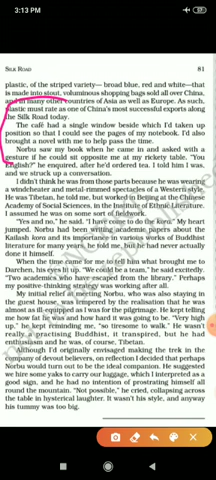 3:13
SILK ROAD 81
plastic, of the striped variety – broad blue, red and white–that
is made into stout, voluminous shopping bags sold all over China,
and in many other countries of Asia as well as Europe. As such,
plastic must rate as one of China's most successful exports along
the Silk Road today.
The café had a single window beside which I'd taken up
position so that I could see the pages of my notebook. I'd also
brought a novel with me to help pass the time.
Norbu saw my book when he came in and asked with a
gesture if he could sit opposite me at my rickety table. “You
English?” he enquired, after he'd ordered tea. I told him I was,
and we struck up a conversation.
I didn't think he was from those parts because he was wearing
a windcheater and metal-rimmed spectacles of a Western style.
He was Tibetan, he told me, but worked in Beijing at the Chinese
Academy of Social Sciences, in the Institute of Ethnic Literature.
I assumed he was on some sort of fieldwork.
“Yes and no,” he said. “I have come to do the kora.” My heart
jumped. Norbu had been writing academic papers about the
Kailash kora and its importance in various works of Buddhist
literature for many years, he told me, but he had never actually
done it himself.
When the time came for me to tell him what brought me to
Darchen, his eyes lit up. “We could be a team,” he said excitedly.
“Two academics who have escaped from the library.” Perhaps
my positive-thinking strategy was working after all.
My initial relief at meeting Norbu, who was also staying in
the guest house, was tempered by the realisation that he was
almost as ill-equipped as I was for the pilgrimage. He kept telling
me how fat he was and how hard it was going to be. “Very high
up,” he kept reminding me, “so tiresome to walk.” He wasn't
really a practising Buddhist, it transpired, but he had
enthusiasm and he was, of course, Tibetan.
Although I'd originally envisaged making the trek in the
company of devout believers, on reflection I decided that perhaps
Norbu would turn out to be the ideal companion. He suggested
we hire some yaks to carry our luggage, which I interpreted as a
good sign, and he had no intention of prostrating himself all
round the mountain. “Not possible,” he cried, collapsing across
the table in hysterical laughter. It wasn't his style, and anyway
his tummy was too big.